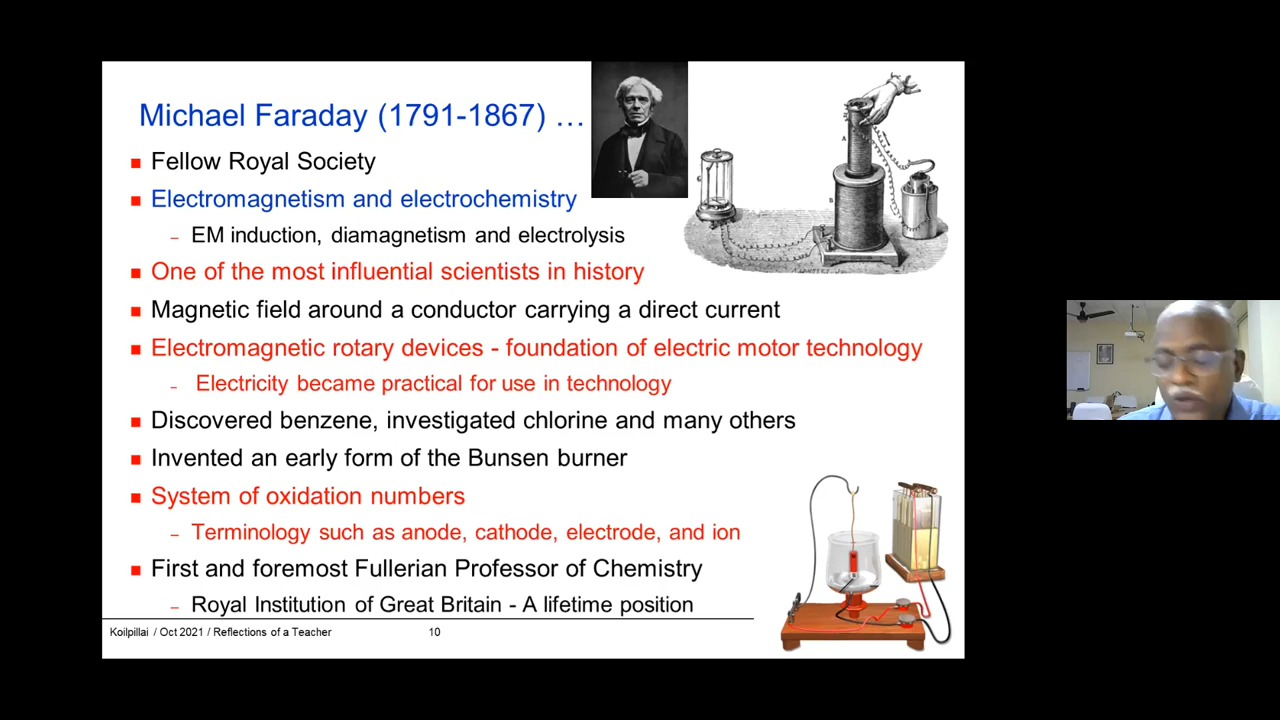 Michael Faraday (1791-1867) …
Fellow Royal Society
Electromagnetism and electrochemistry
– EM induction, diamagnetism and electrolysis
One of the most influential scientists in history
Magnetic field around a conductor carrying a direct current
Electromagnetic rotary devices - foundation of electric motor technology
– Electricity became practical for use in technology
Discovered benzene, investigated chlorine and many others
Invented an early form of the Bunsen burner
System of oxidation numbers
– Terminology such as anode, cathode, electrode, and ion
First and foremost Fullerian Professor of Chemistry
– Royal Institution of Great Britain - A lifetime position
Koilpillai / Oct 2021 / Reflections of a Teacher 10
A
B